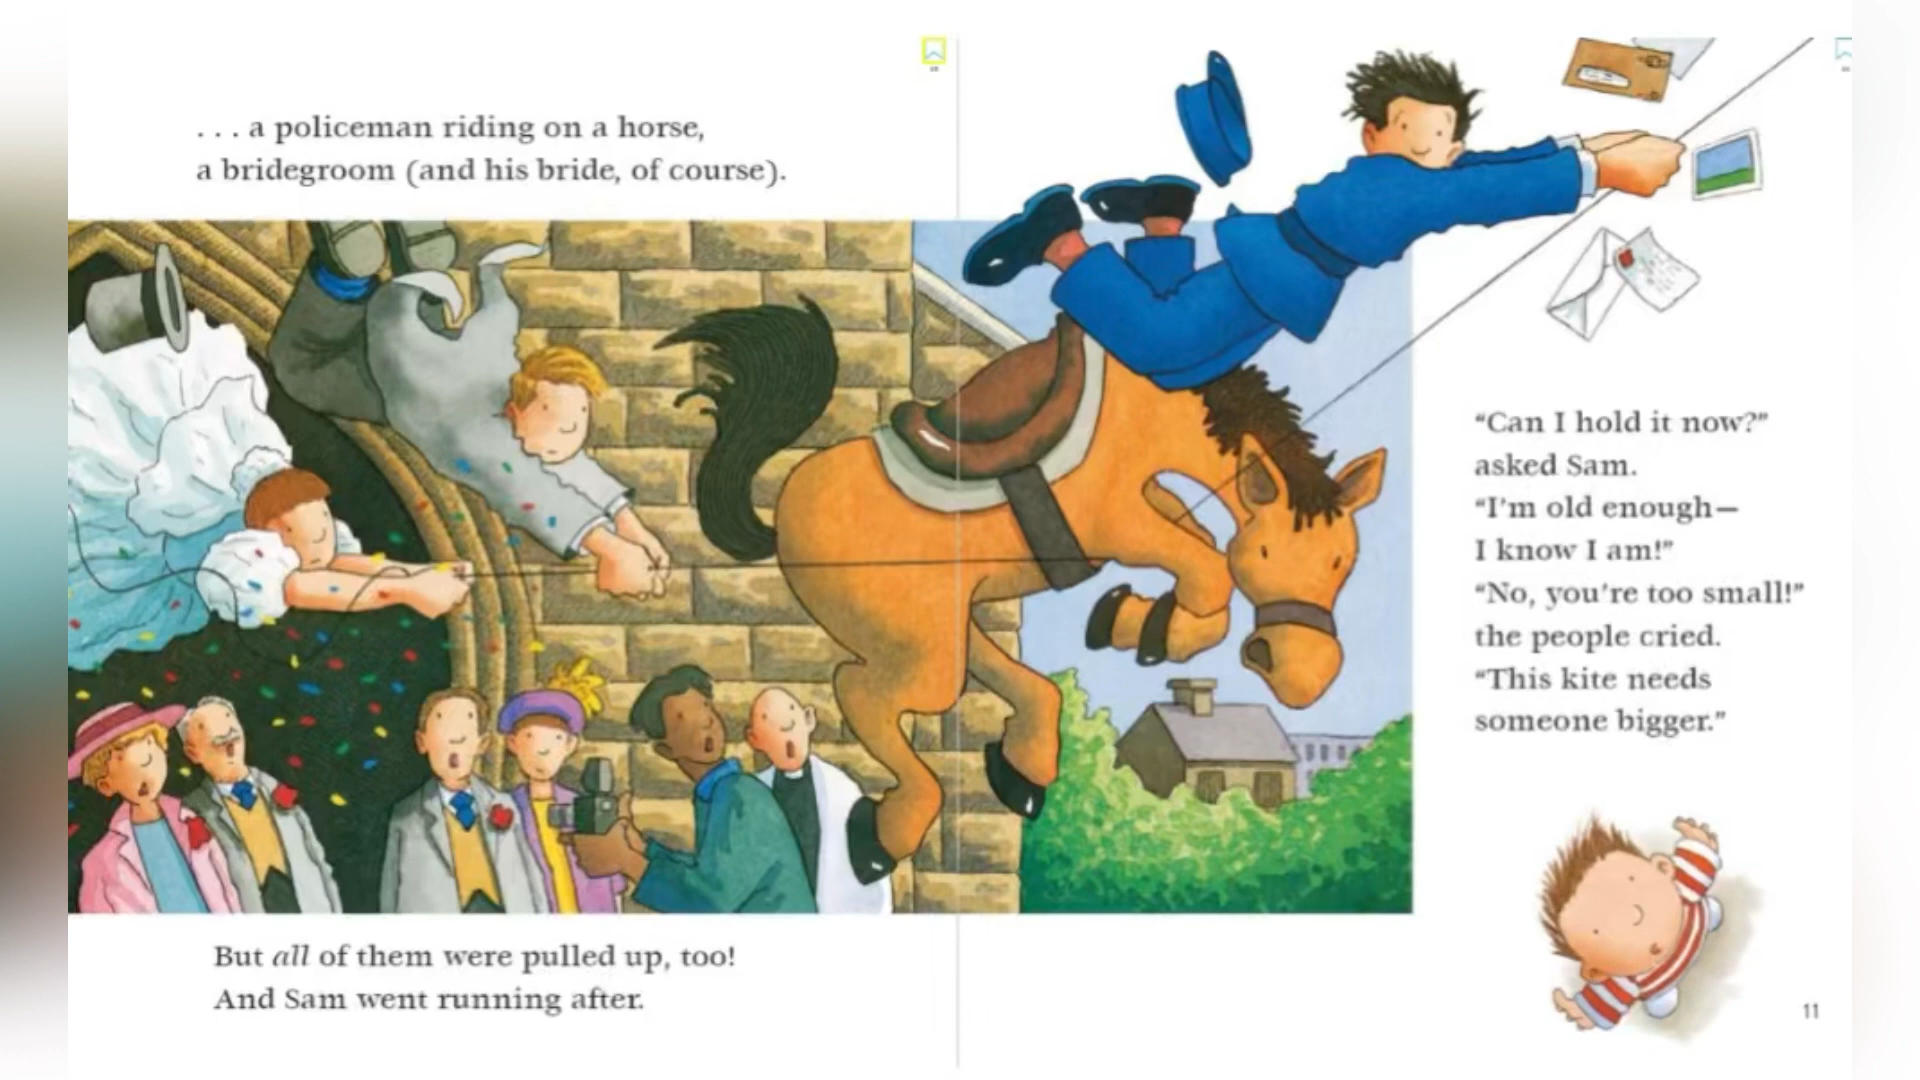 . . . a policeman riding on a horse,
a bridegroom (and his bride, of course).
But all of them were pulled up, too!
And Sam went running after.
“Can I hold it now?”
asked Sam.
“I’m old enough—
I know I am!”
“No, you’re too small!”
the people cried.
“This kite needs
someone bigger.”
11